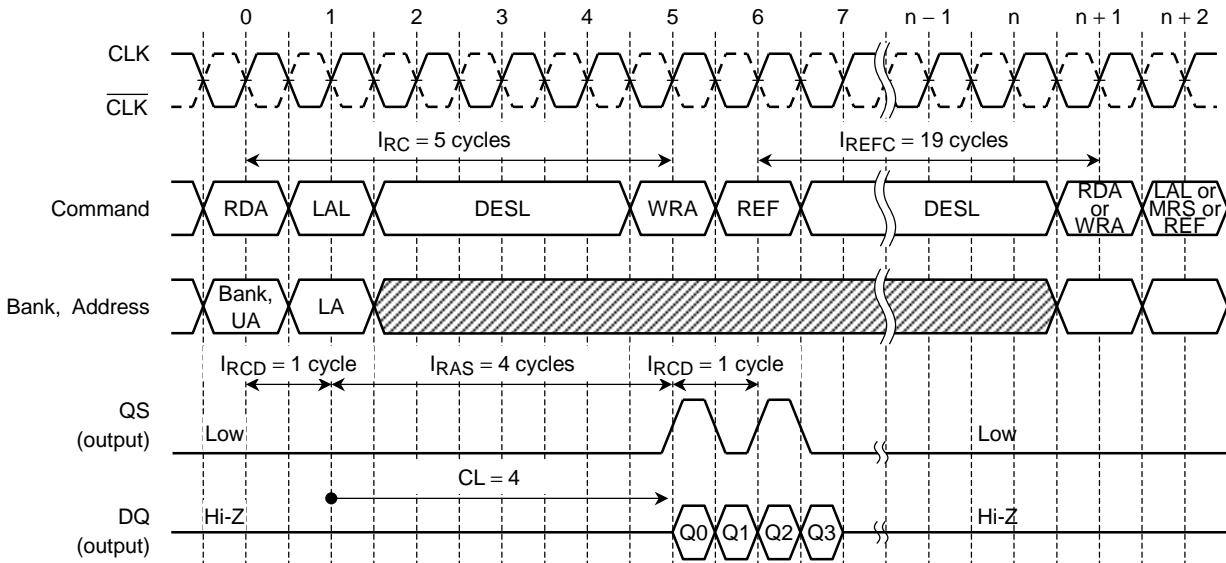 0 1 2 3 4 5 6 7 n − 1 n n + 1 n + 2
CLK
CLK
IRC = 5 cycles
IREFC = 19 cycles
Command
RDA
LAL
DESL
WRA
REF
DESL
RDA
or
WRA
LAL or
MRS or
REF
Bank, Address
Bank,
UA
LA
IRCD = 1 cycle
IRAS = 4 cycles
IRCD = 1 cycle
QS
(output)
Low
Low
CL = 4
DQ
(output)
Hi-Z
Q0
Q1
Q2
Q3
Hi-Z